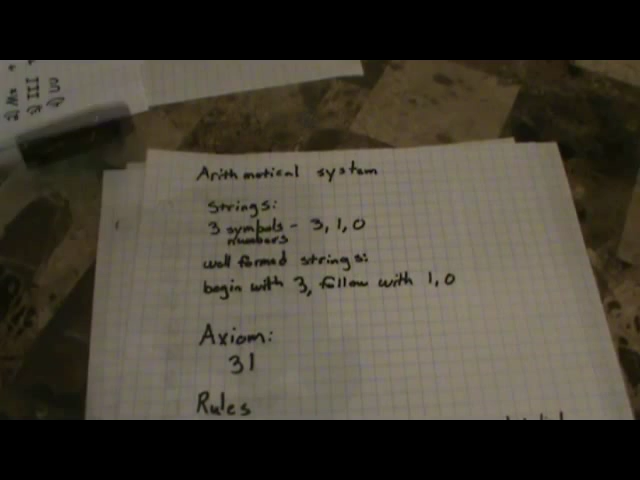 Arithmetical system
Strings:
3 symbols - 3, 1, 0
numbers
well formed strings:
begin with 3, follow with 1, 0
Axiom:
31
Rules